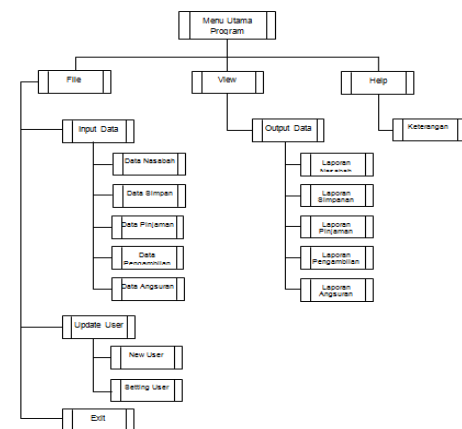 Menu Utama
Program
File
View
Help
Input Data
Output Data
Keterangan
Data Nasabah
Laporan
Nasabah
Data Simpan
Laporan
Simpanan
Data Pinjaman
Laporan
Pinjaman
Data
Pengambilan
Laporan
Pengambilan
Data Angsuran
Laporan
Angsuran
Update User
New User
Setting User
Exit